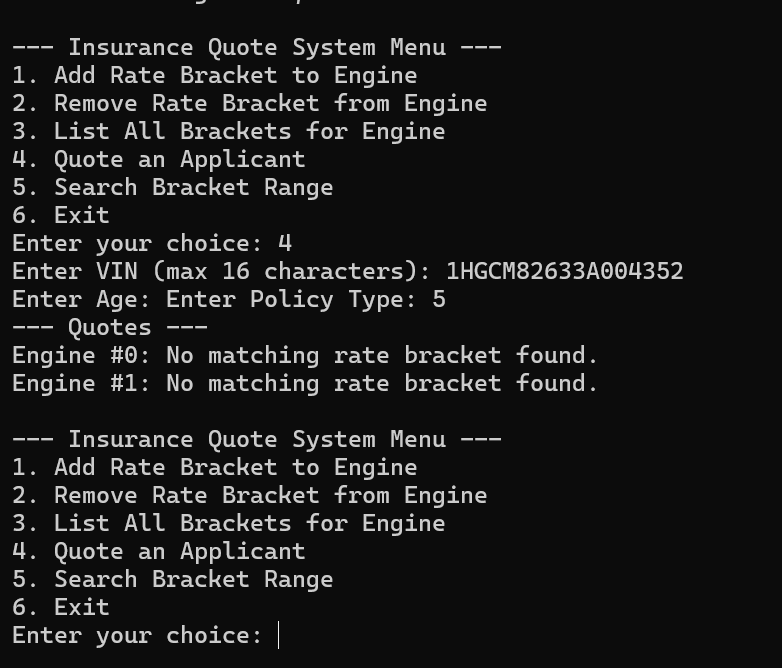 --- Insurance Quote System Menu ---
1. Add Rate Bracket to Engine
2. Remove Rate Bracket from Engine
3. List All Brackets for Engine
4. Quote an Applicant
5. Search Bracket Range
6. Exit
Enter your choice: 4
Enter VIN (max 16 characters): 1HGCM82633A004352
Enter Age: Enter Policy Type: 5
--- Quotes ---
Engine #0: No matching rate bracket found.
Engine #1: No matching rate bracket found.
--- Insurance Quote System Menu ---
1. Add Rate Bracket to Engine
2. Remove Rate Bracket from Engine
3. List All Brackets for Engine
4. Quote an Applicant
5. Search Bracket Range
6. Exit
Enter your choice: